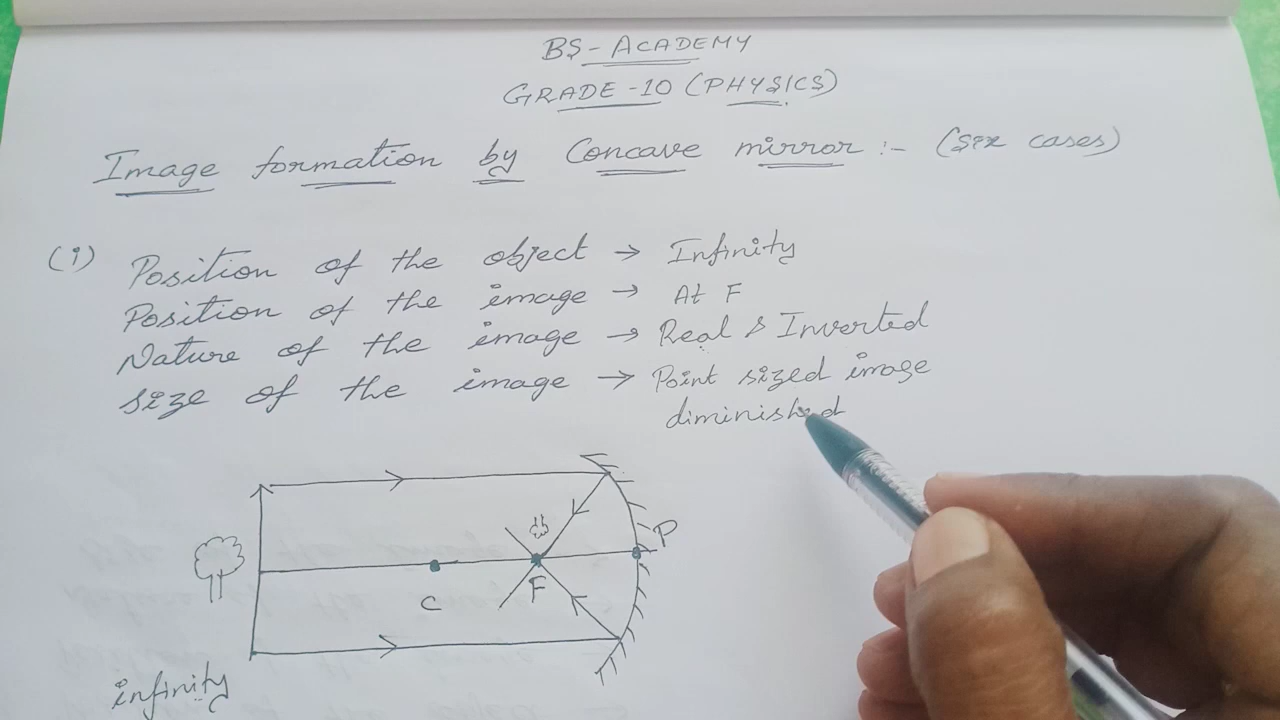 BS-ACADEMY
GRADE-10 (PHYSICS)
Image formation by Concave mirror :- (Six cases)
(i) Position of the object → Infinity
Position of the image → At F
Nature of the image → Real & Inverted
Size of the image → Point sized image
diminished
P
F
C
infinity